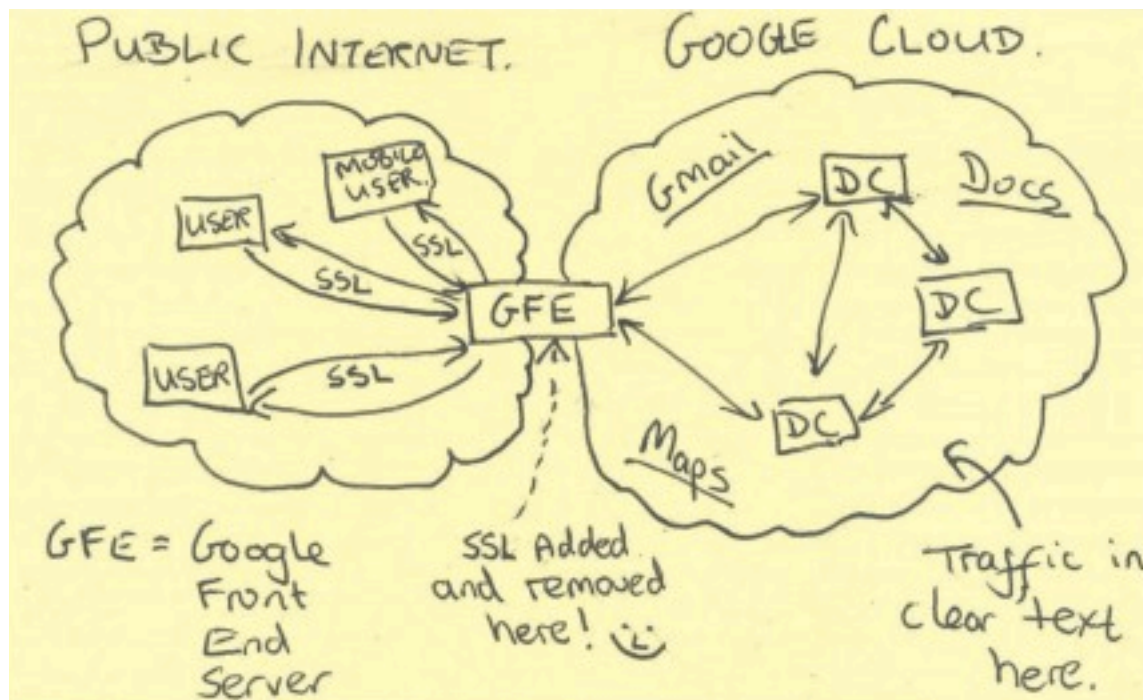 PUBLIC INTERNET.
GOOGLE CLOUD.
MOBILE
USER.
USER
SSL
SSL
USER
SSL
GFE
Gmail
DC
Docs
DC
DC
Maps
GFE = Google
Front
End
Server
SSL Added
and removed
here!
Traffic in
clear text
here.